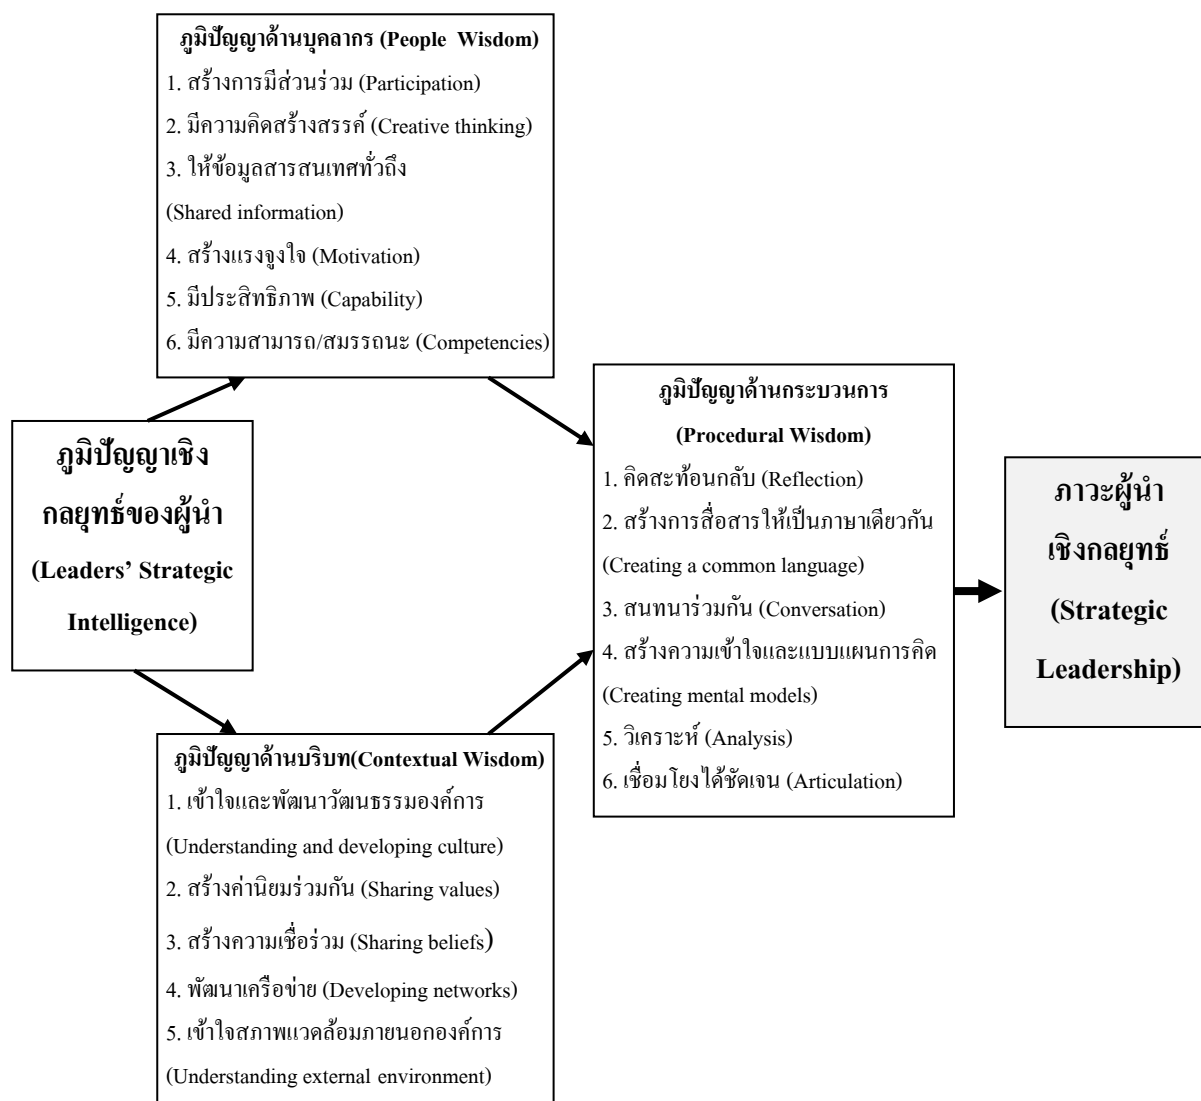 ภูมิปัญญาด้านบุคลากร (People Wisdom)
1. สร้างการมีส่วนร่วม (Participation)
2. มีความคิดสร้างสรรค์ (Creative thinking)
3. ให้ข้อมูลสารสนเทศทั่วถึง
(Shared information)
4. สร้างแรงจูงใจ (Motivation)
5. มีประสิทธิภาพ (Capability)
6. มีความสามารถ/สมรรถนะ (Competencies)
ภูมิปัญญาเชิง
กลยุทธ์ของผู้นำ
(Leaders’ Strategic
Intelligence)
ภูมิปัญญาด้านบริบท(Contextual Wisdom)
1. เข้าใจและพัฒนาวัฒนธรรมองค์การ
(Understanding and developing culture)
2. สร้างค่านิยมร่วมกัน (Sharing values)
3. สร้างความเชื่อร่วม (Sharing beliefs)
4. พัฒนาเครือข่าย (Developing networks)
5. เข้าใจสภาพแวดล้อมภายนอกองค์การ
(Understanding external environment)
ภูมิปัญญาด้านกระบวนการ
(Procedural Wisdom)
1. คิดสะท้อนกลับ (Reflection)
2. สร้างการสื่อสารให้เป็นภาษาเดียวกัน
(Creating a common language)
3. สนทนาร่วมกัน (Conversation)
4. สร้างความเข้าใจและแบบแผนการคิด
(Creating mental models)
5. วิเคราะห์ (Analysis)
6. เชื่อมโยงได้ชัดเจน (Articulation)
ภาวะผู้นำ
เชิงกลยุทธ์
(Strategic
Leadership)